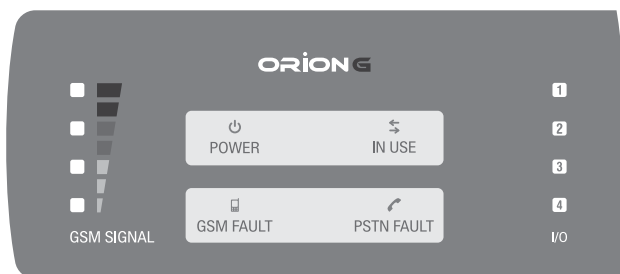 ORION G
1
2
POWER IN USE
3
4
GSM FAULT PSTN FAULT
GSM SIGNAL I/O